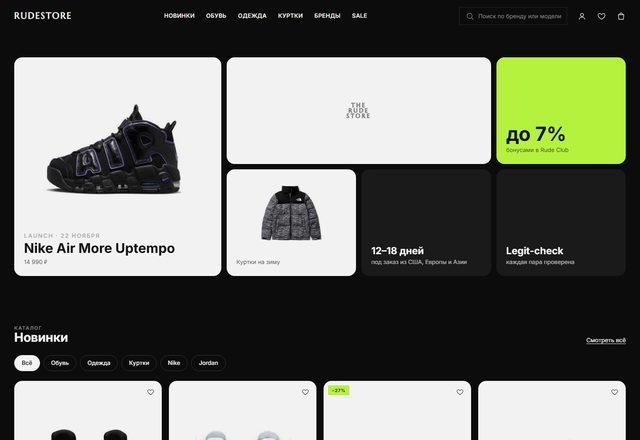 RUDESTORE
НОВИНКИ ОБУВЬ ОДЕЖДА КУРТКИ БРЕНДЫ SALE
Поиск по бренду или модели
THE
RUDE
STORE
до 7%
бонусами в Rude Club
LAUNCH · 22 НОЯБРЯ
Nike Air More Uptempo
14 990 ₽
Куртки на зиму
12–18 дней
под заказ из США, Европы и Азии
Legit-check
каждая пара проверена
КАТАЛОГ
Новинки
Смотреть всё
Всё Обувь Одежда Куртки Nike Jordan
-27%